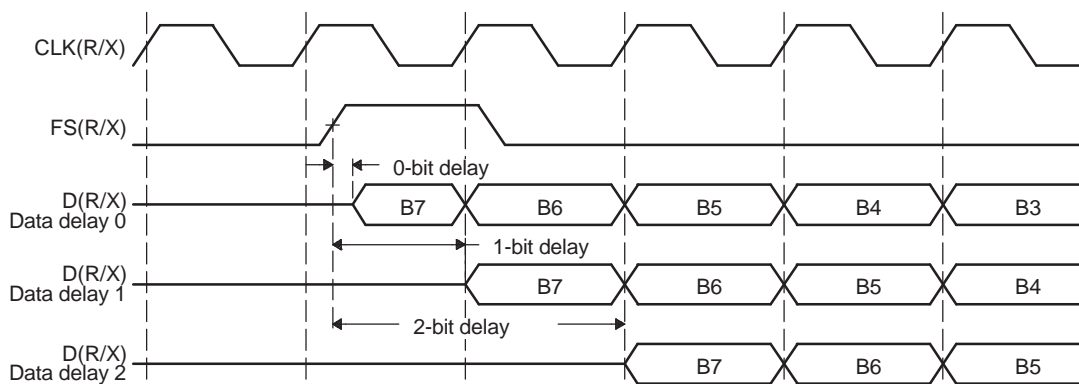 CLK(R/X)
FS(R/X)
0-bit delay
D(R/X)
Data delay 0
B7 B6 B5 B4 B3
1-bit delay
D(R/X)
Data delay 1
B7 B6 B5 B4
2-bit delay
D(R/X)
Data delay 2
B7 B6 B5